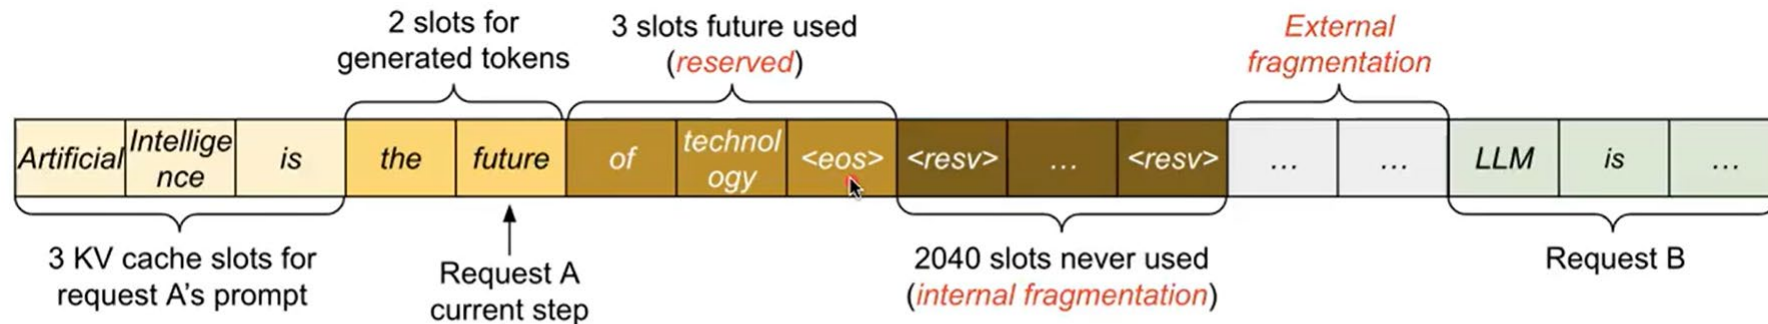 2 slots for
generated tokens
3 slots future used
(reserved)
External
fragmentation
Artificial
Intellige
nce
is
the
future
of
technol
ogy
<eos>
<resv>
...
<resv>
...
...
LLM
is
...
3 KV cache slots for
request A's prompt
Request A
current step
2040 slots never used
(internal fragmentation)
Request B